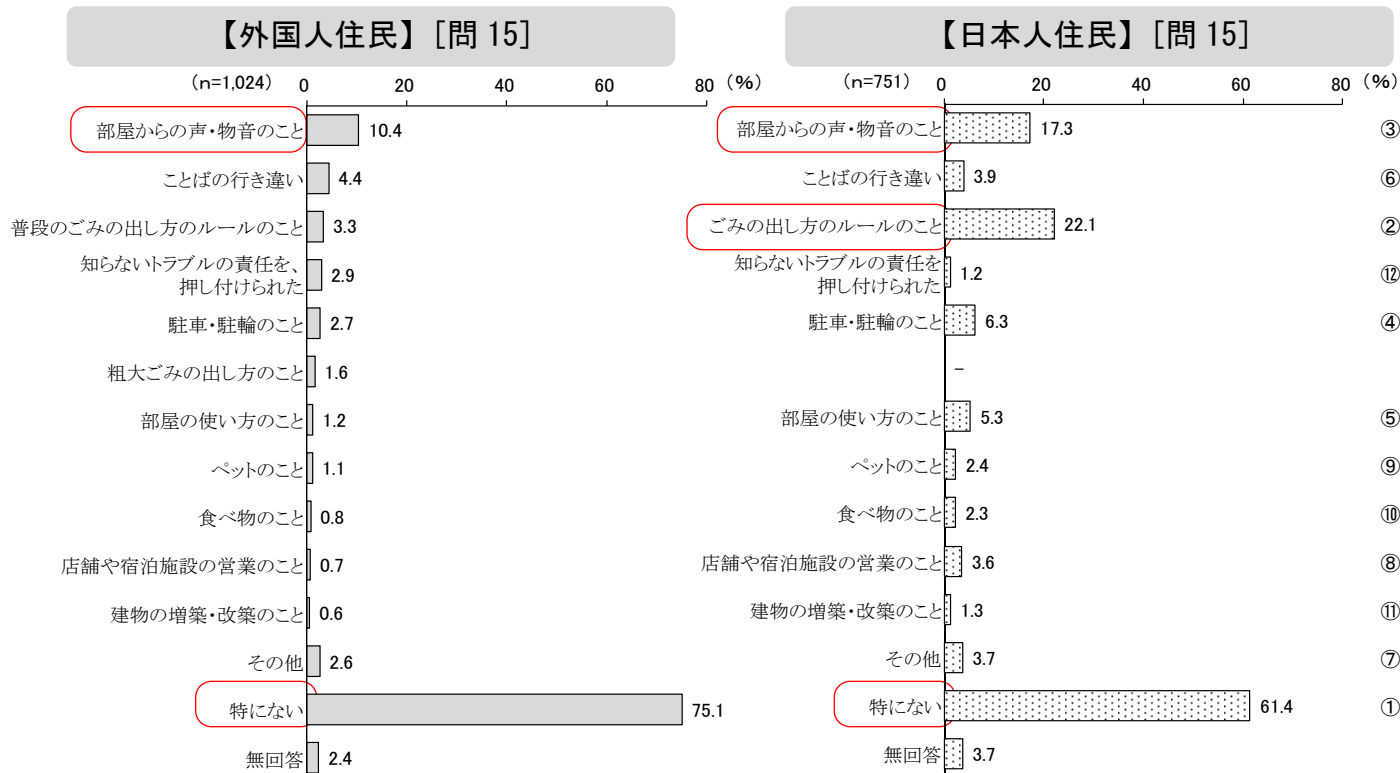 【外国人住民】［問 15］
(n=1,024)
0 20 40 60 80 (%)
部屋からの声・物音のこと 10.4
ことばの行き違い 4.4
普段のごみの出し方のルールのこと 3.3
知らないトラブルの責任を、
押し付けられた 2.9
駐車・駐輪のこと 2.7
粗大ごみの出し方のこと 1.6
部屋の使い方のこと 1.2
ペットのこと 1.1
食べ物のこと 0.8
店舗や宿泊施設の営業のこと 0.7
建物の増築・改築のこと 0.6
その他 2.6
特にない 75.1
無回答 2.4
【日本人住民】［問 15］
(n=751)
0 20 40 60 80 (%)
部屋からの声・物音のこと 17.3 ③
ことばの行き違い 3.9 ⑥
ごみの出し方のルールのこと 22.1 ②
知らないトラブルの責任を
押し付けられた 1.2 ⑫
駐車・駐輪のこと 6.3 ④
－
部屋の使い方のこと 5.3 ⑤
ペットのこと 2.4 ⑨
食べ物のこと 2.3 ⑩
店舗や宿泊施設の営業のこと 3.6 ⑧
建物の増築・改築のこと 1.3 ⑪
その他 3.7 ⑦
特にない 61.4 ①
無回答 3.7